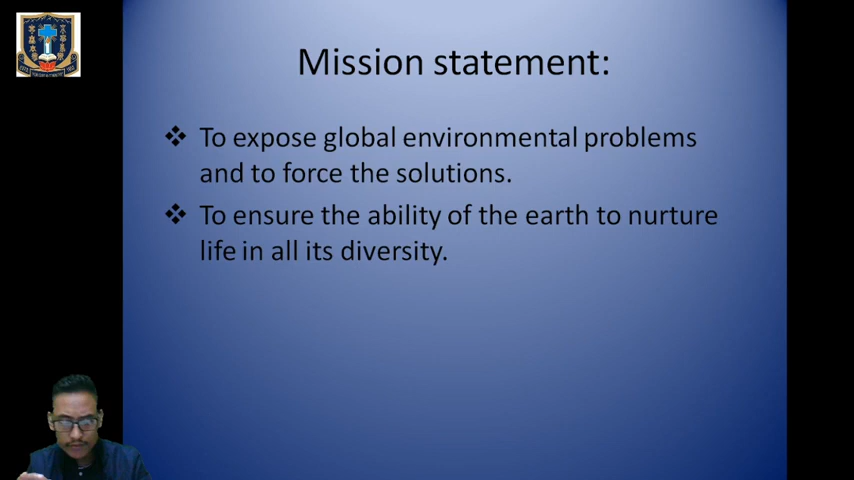 Mission statement:
❖ To expose global environmental problems
and to force the solutions.
❖ To ensure the ability of the earth to nurture
life in all its diversity.